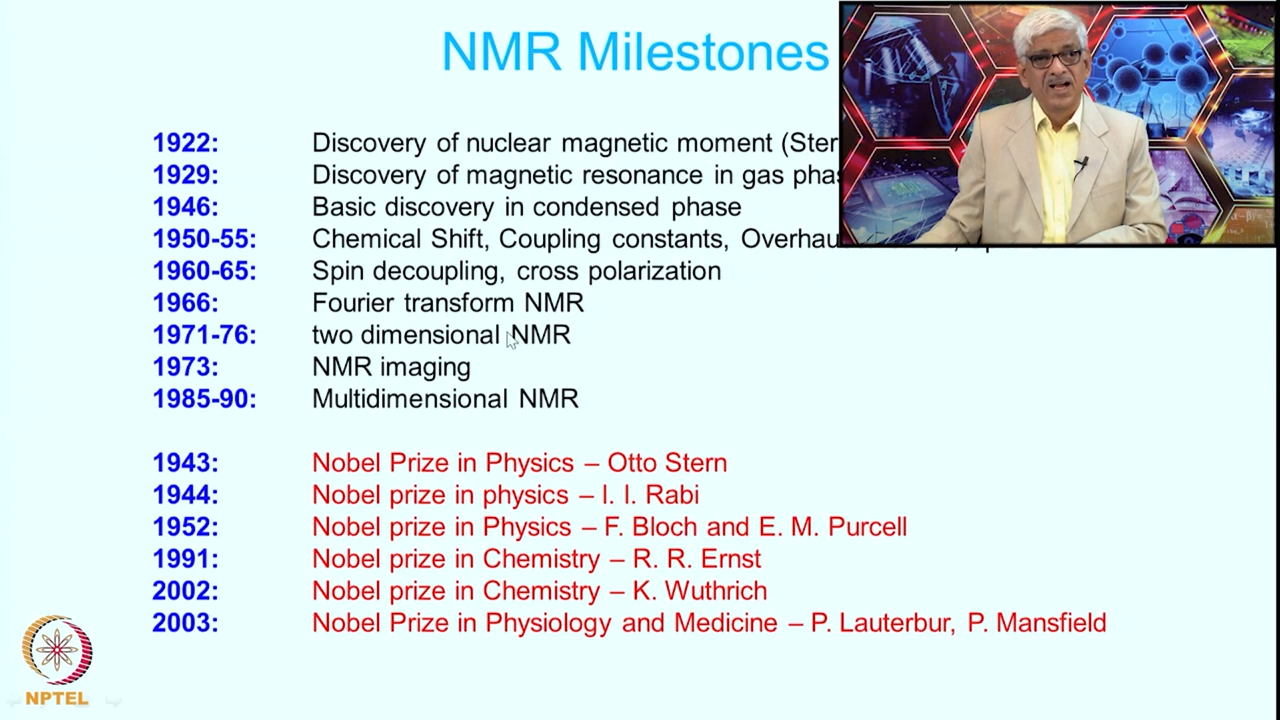 NMR Milestones
1922: Discovery of nuclear magnetic moment
1929: Discovery of magnetic resonance in gas
1946: Basic discovery in condensed phase
1950-55: Chemical Shift, Coupling constants,
1960-65: Spin decoupling, cross polarization
1966: Fourier transform NMR
1971-76: two dimensional NMR
1973: NMR imaging
1985-90: Multidimensional NMR
1943: Nobel Prize in Physics – Otto Stern
1944: Nobel prize in physics – I. I. Rabi
1952: Nobel prize in Physics – F. Bloch and E. M. Purcell
1991: Nobel prize in Chemistry – R. R. Ernst
2002: Nobel prize in Chemistry – K. Wuthrich
2003: Nobel Prize in Physiology and Medicine – P. Lauterbur, P. Mansfield
NPTEL